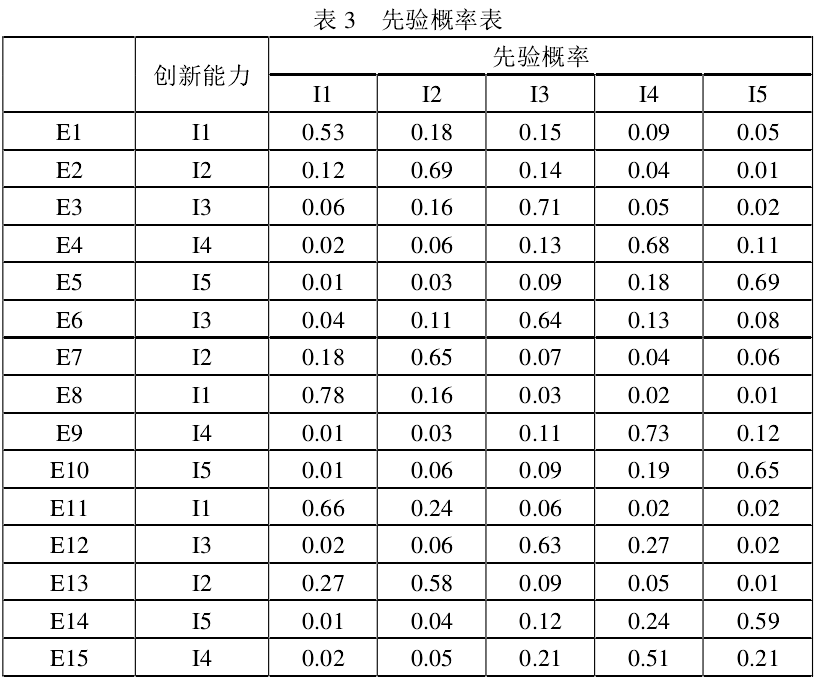 表 3 先验概率表
创新能力 先验概率
I1 I2 I3 I4 I5
E1 I1 0.53 0.18 0.15 0.09 0.05
E2 I2 0.12 0.69 0.14 0.04 0.01
E3 I3 0.06 0.16 0.71 0.05 0.02
E4 I4 0.02 0.06 0.13 0.68 0.11
E5 I5 0.01 0.03 0.09 0.18 0.69
E6 I3 0.04 0.11 0.64 0.13 0.08
E7 I2 0.18 0.65 0.07 0.04 0.06
E8 I1 0.78 0.16 0.03 0.02 0.01
E9 I4 0.01 0.03 0.11 0.73 0.12
E10 I5 0.01 0.06 0.09 0.19 0.65
E11 I1 0.66 0.24 0.06 0.02 0.02
E12 I3 0.02 0.06 0.63 0.27 0.02
E13 I2 0.27 0.58 0.09 0.05 0.01
E14 I5 0.01 0.04 0.12 0.24 0.59
E15 I4 0.02 0.05 0.21 0.51 0.21